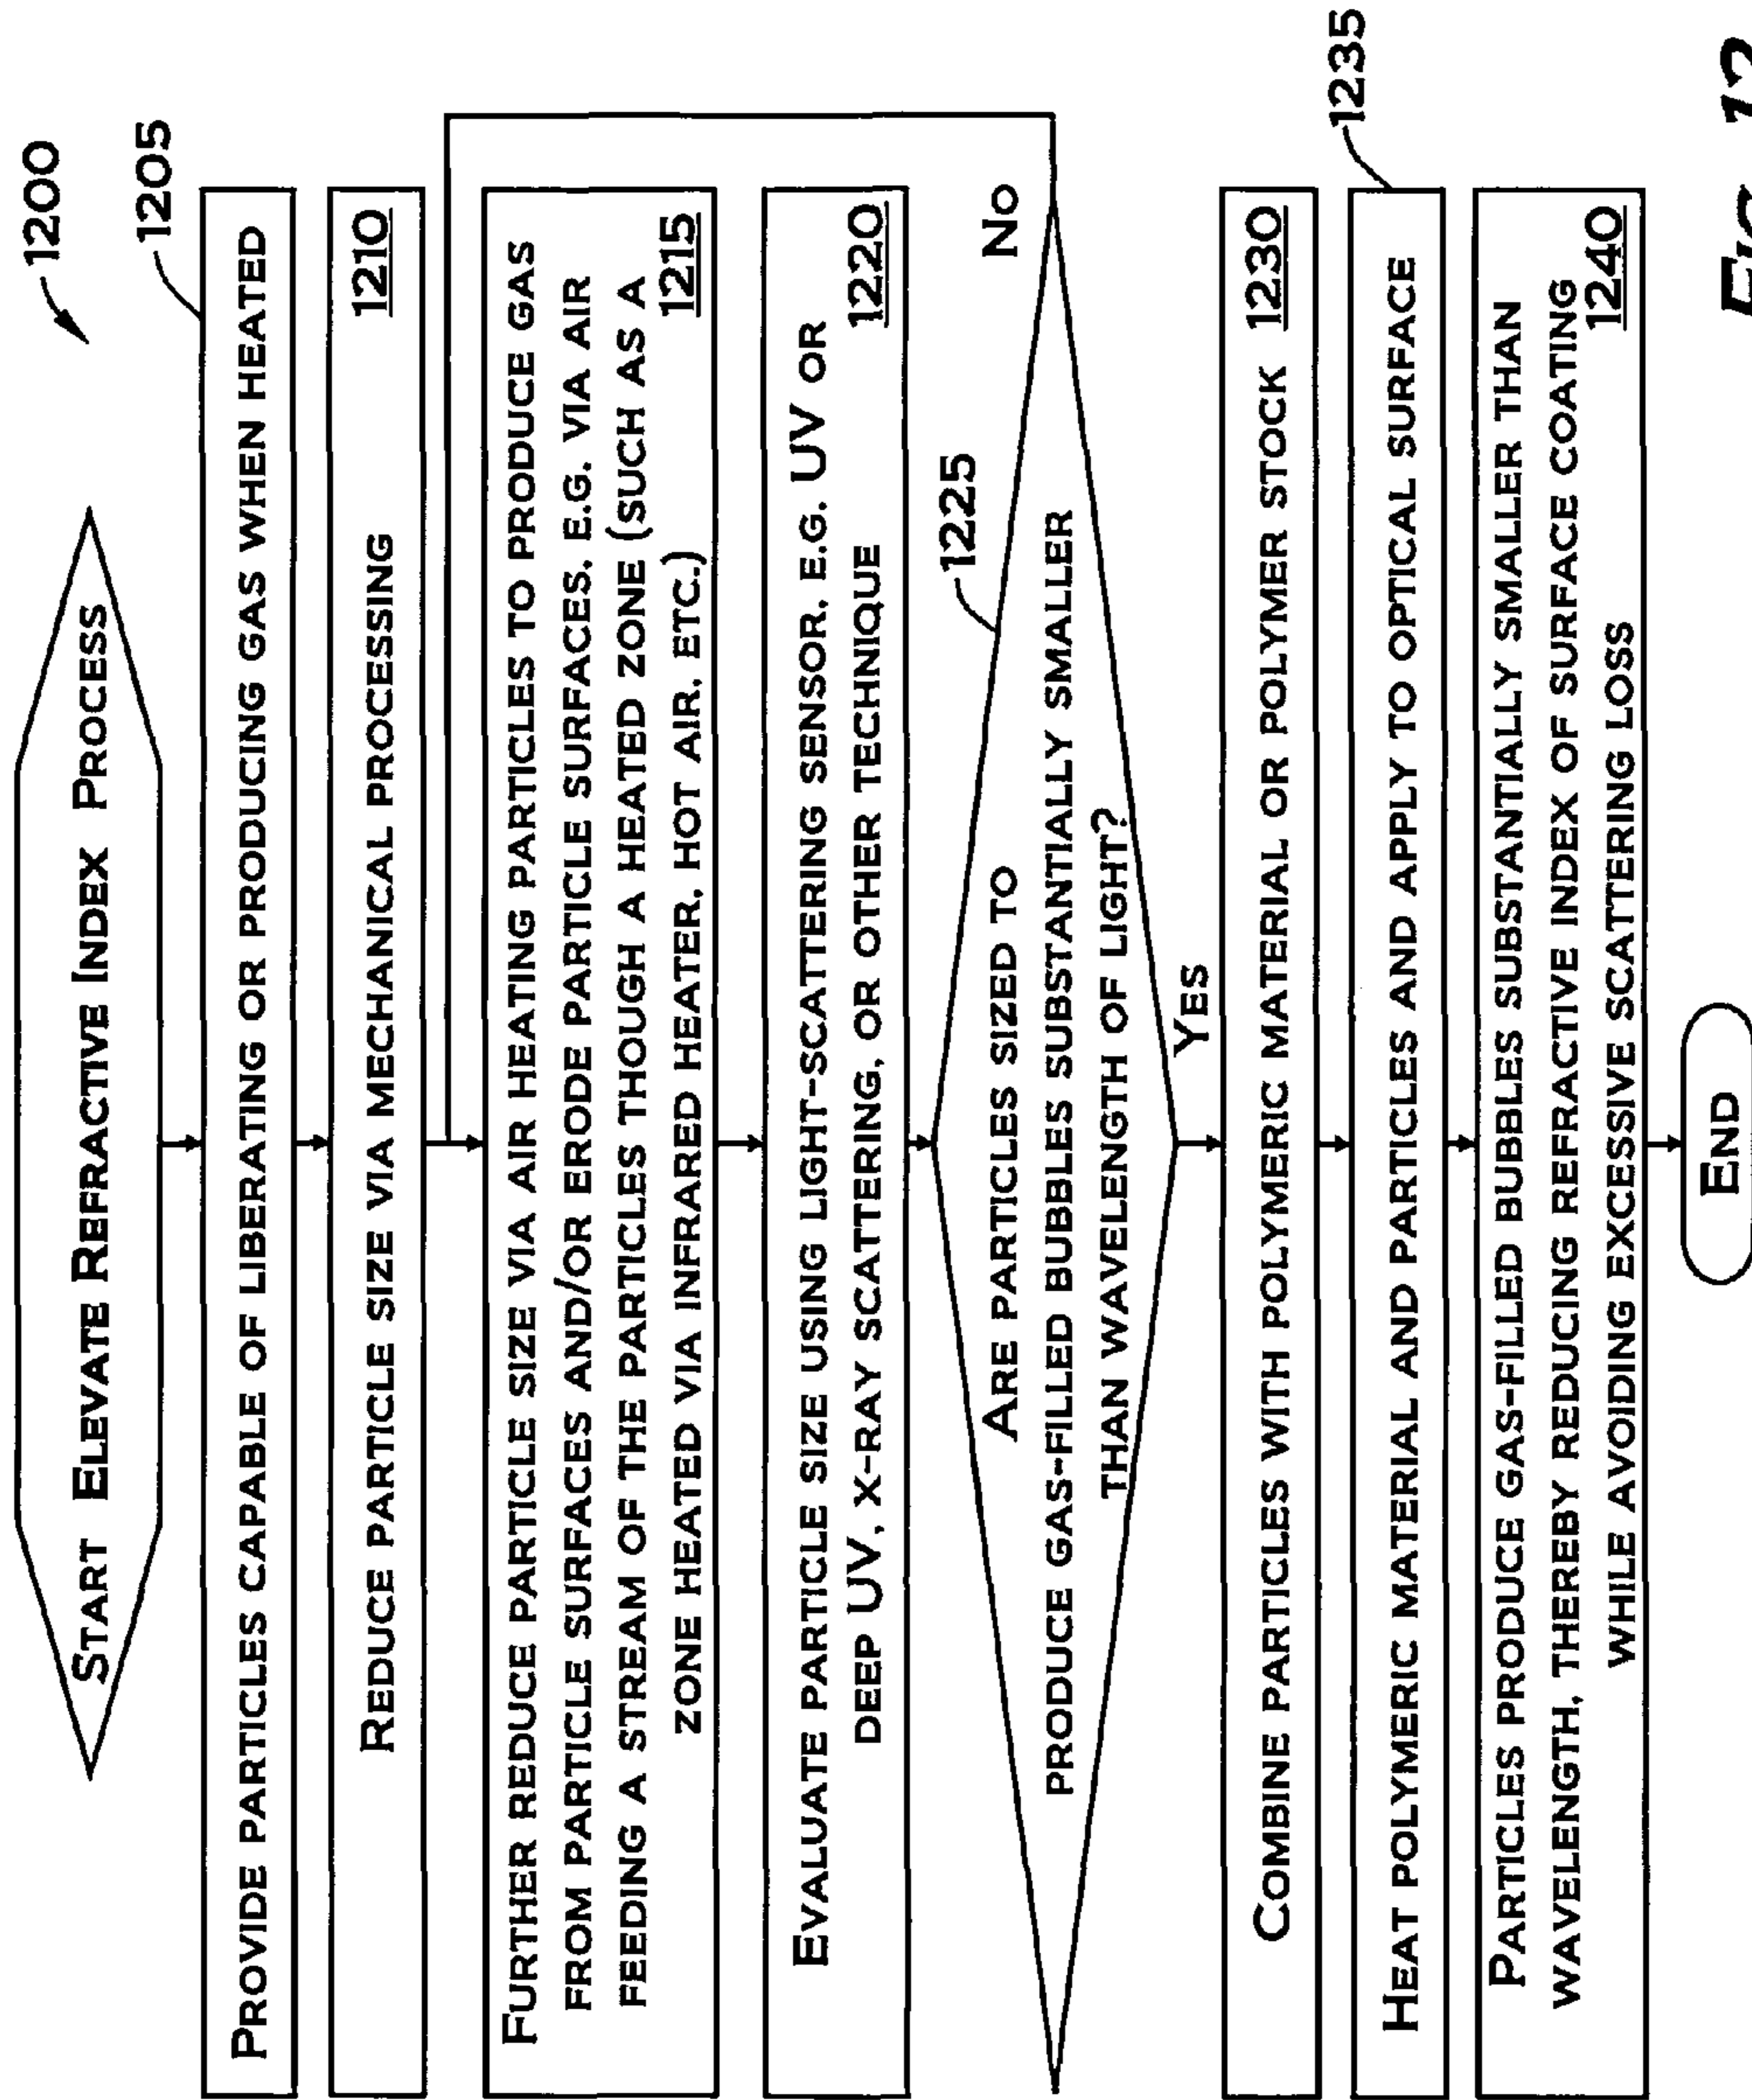 1200
START ELEVATE REFRACTIVE INDEX PROCESS
1205
PROVIDE PARTICLES CAPABLE OF LIBERATING OR PRODUCING GAS WHEN HEATED
REDUCE PARTICLE SIZE VIA MECHANICAL PROCESSING 1210
FURTHER REDUCE PARTICLE SIZE VIA AIR HEATING PARTICLES TO PRODUCE GAS
FROM PARTICLE SURFACES AND/OR ERODE PARTICLE SURFACES, E.G. VIA AIR
FEEDING A STREAM OF THE PARTICLES THOUGH A HEATED ZONE (SUCH AS A
ZONE HEATED VIA INFRARED HEATER, HOT AIR, ETC.) 1215
EVALUATE PARTICLE SIZE USING LIGHT-SCATTERING SENSOR, E.G. UV OR
DEEP UV, X-RAY SCATTERING, OR OTHER TECHNIQUE 1220
1225
ARE PARTICLES SIZED TO
PRODUCE GAS-FILLED BUBBLES SUBSTANTIALLY SMALLER
THAN WAVELENGTH OF LIGHT?
NO
YES
COMBINE PARTICLES WITH POLYMERIC MATERIAL OR POLYMER STOCK 1230
1235
HEAT POLYMERIC MATERIAL AND PARTICLES AND APPLY TO OPTICAL SURFACE
PARTICLES PRODUCE GAS-FILLED BUBBLES SUBSTANTIALLY SMALLER THAN
WAVELENGTH, THEREBY REDUCING REFRACTIVE INDEX OF SURFACE COATING
WHILE AVOIDING EXCESSIVE SCATTERING LOSS 1240
END
FIG. 12